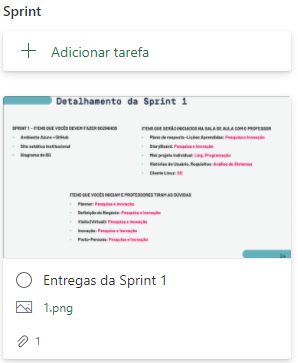 Sprint
Adicionar tarefa
Detalhamento da Sprint 1
SPRINT 1 - ITENS QUE VOCÊS DEVEM FAZER SOZINHOS
Ambiente Azure + GitHub
Site estático Institucional
Diagrama de BD
ITENS QUE SERÃO INICIADOS NA SALA DE AULA COM O PROFESSOR
Plano de resposta - Lições Aprendidas: Pesquisa e Inovação
StoryBoard: Pesquisa e Inovação
Met projeto individual: Ling. Programação
Histórias do Usuário, Requisitos: Análise de Sistemas
Cliente Linux: SO
ITENS QUE VOCÊS INICIAM E PROFESSORES TIRAM AS DÚVIDAS
Planner: Pesquisa e Inovação
Definição do Negócio: Pesquisa e Inovação
Visita (Virtual): Pesquisa e Inovação
Inovação: Pesquisa e Inovação
Proto-Persona: Pesquisa e Inovação
Entregas da Sprint 1
1.png
1